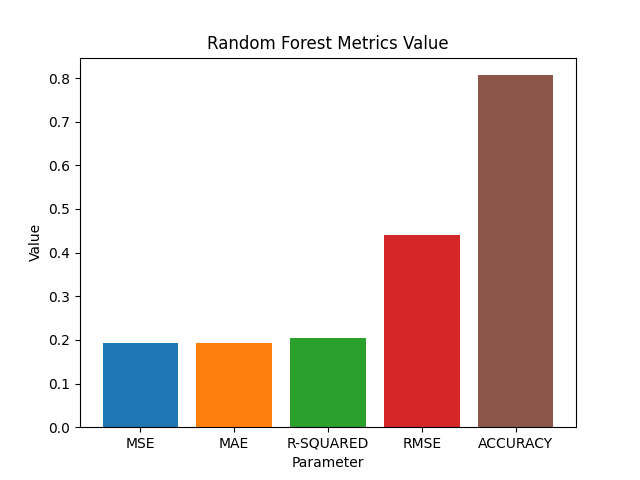 Random Forest Metrics Value
Value
0.8
0.7
0.6
0.5
0.4
0.3
0.2
0.1
0.0
MSE MAE R-SQUARED RMSE ACCURACY
Parameter